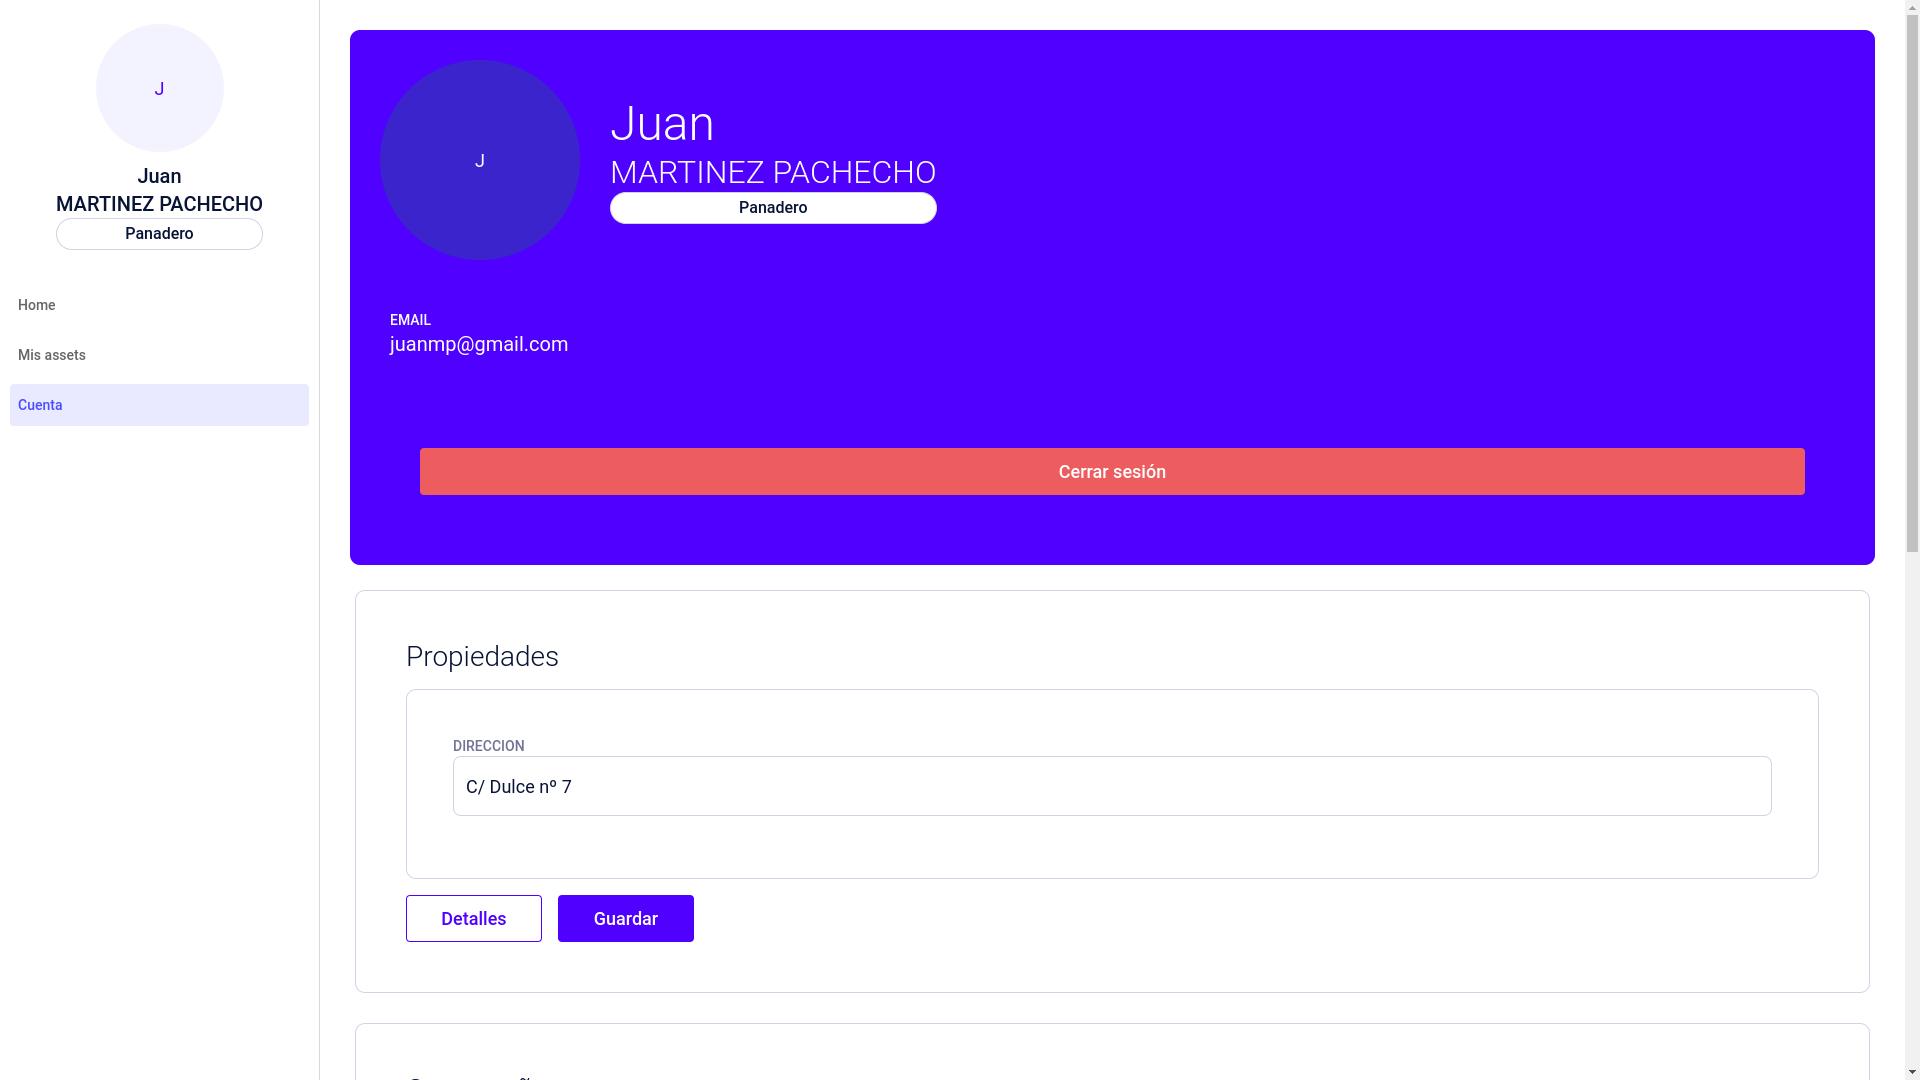 J
Juan
MARTINEZ PACHECHO
Panadero
Home
Mis assets
Cuenta
J
Juan
MARTINEZ PACHECHO
Panadero
EMAIL
juanmp@gmail.com
Cerrar sesión
Propiedades
DIRECCION
C/ Dulce nº 7
Detalles
Guardar